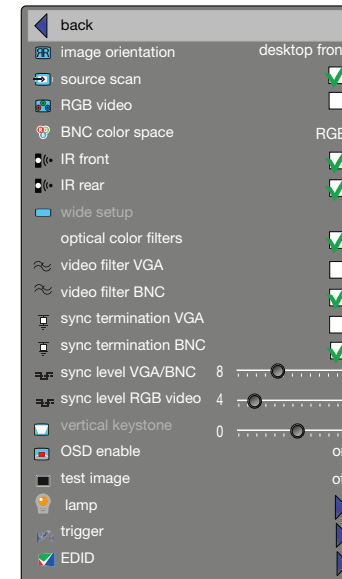 back
image orientation desktop fron
source scan
RGB video
BNC color space RGB
IR front
IR rear
wide setup
optical color filters
video filter VGA
video filter BNC
sync termination VGA
sync termination BNC
sync level VGA/BNC 8
sync level RGB video 4
vertical keystone 0
OSD enable o
test image of
lamp
trigger
EDID